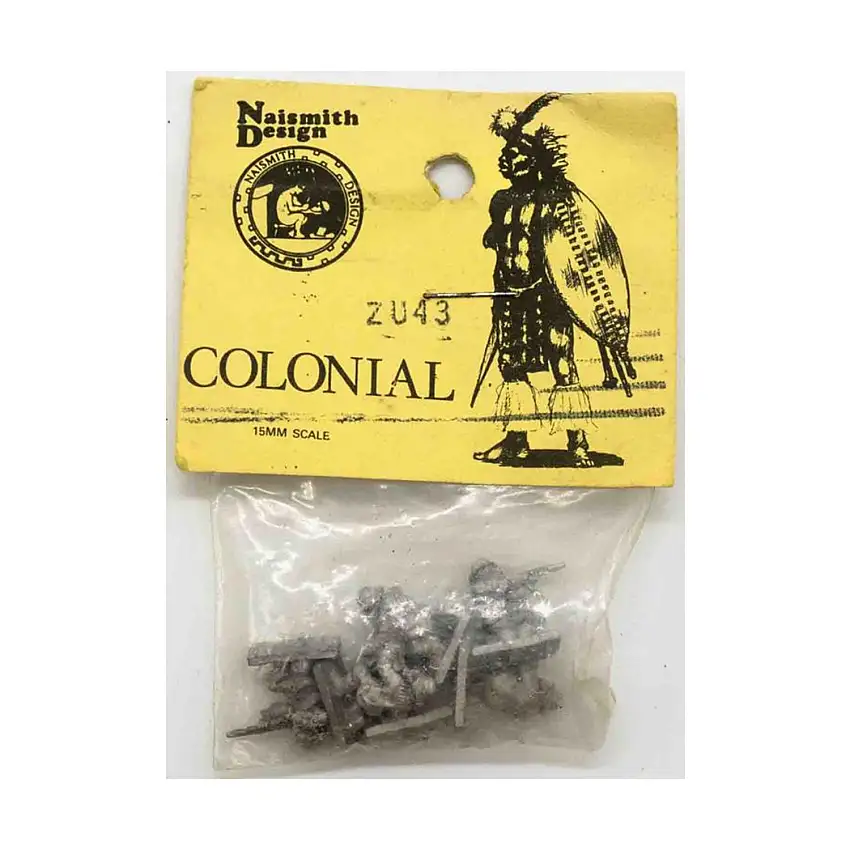 Naismith
Design
NAISMITH DESIGN
ZU43
COLONIAL
15MM SCALE